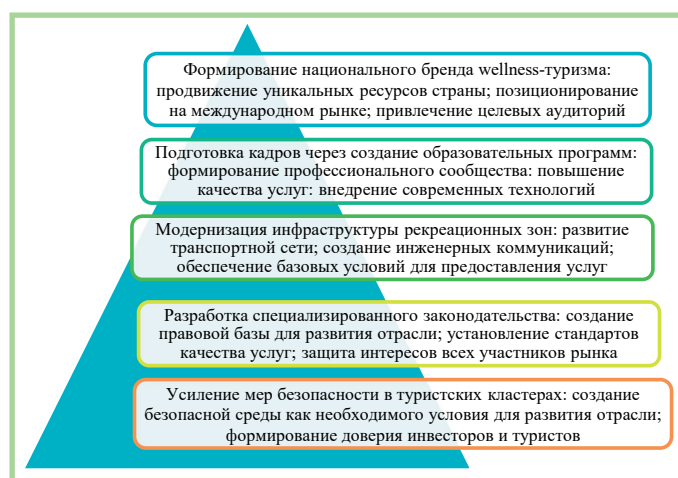 Формирование национального бренда wellness-туризма:
продвижение уникальных ресурсов страны; позиционирование
на международном рынке; привлечение целевых аудиторий
Подготовка кадров через создание образовательных программ:
формирование профессионального сообщества: повышение
качества услуг: внедрение современных технологий
Модернизация инфраструктуры рекреационных зон: развитие
транспортной сети; создание инженерных коммуникаций;
обеспечение базовых условий для предоставления услуг
Разработка специализированного законодательства: создание
правовой базы для развития отрасли; установление стандартов
качества услуг; защита интересов всех участников рынка
Усиление мер безопасности в туристских кластерах: создание
безопасной среды как необходимого условия для развития отрасли;
формирование доверия инвесторов и туристов